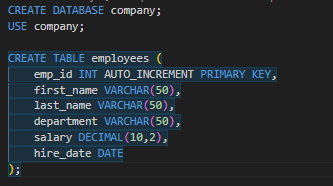 CREATE DATABASE company;
USE company;
CREATE TABLE employees (
emp_id INT AUTO_INCREMENT PRIMARY KEY,
first_name VARCHAR(50),
last_name VARCHAR(50),
department VARCHAR(50),
salary DECIMAL(10,2),
hire_date DATE
);